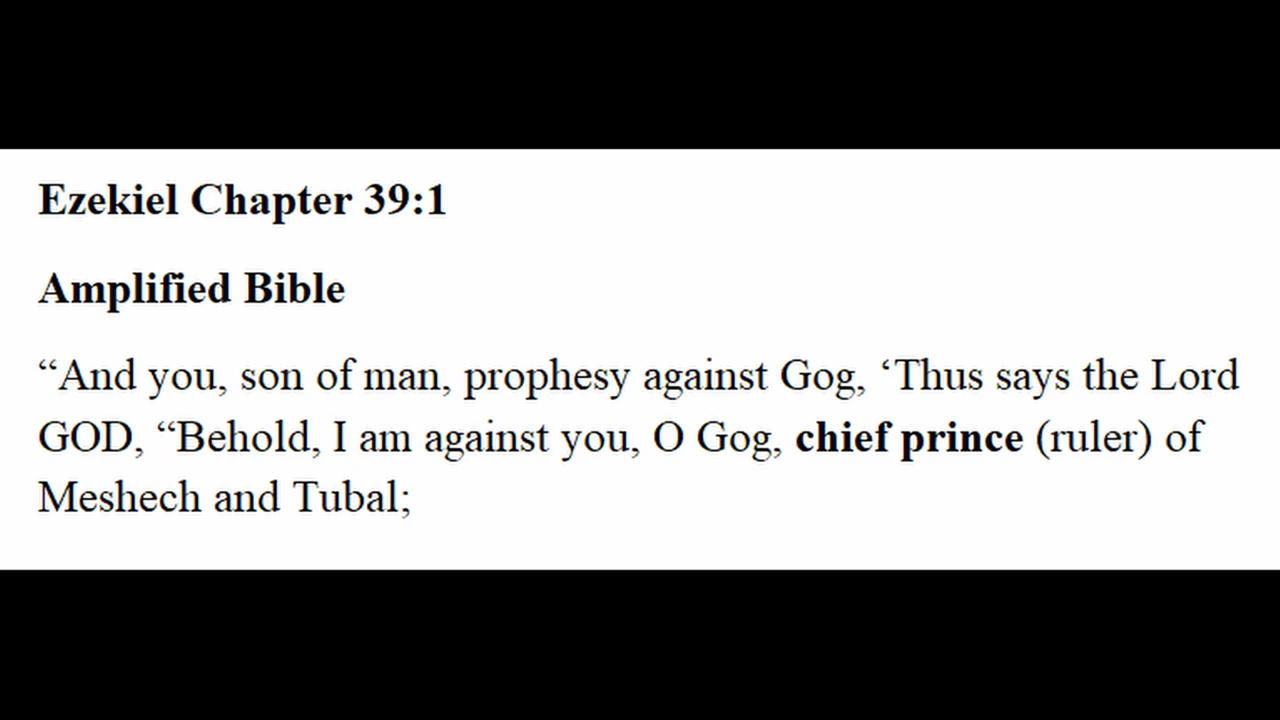 Ezekiel Chapter 39:1
Amplified Bible
“And you, son of man, prophesy against Gog, ‘Thus says the Lord
GOD, “Behold, I am against you, O Gog, chief prince (ruler) of
Meshech and Tubal;